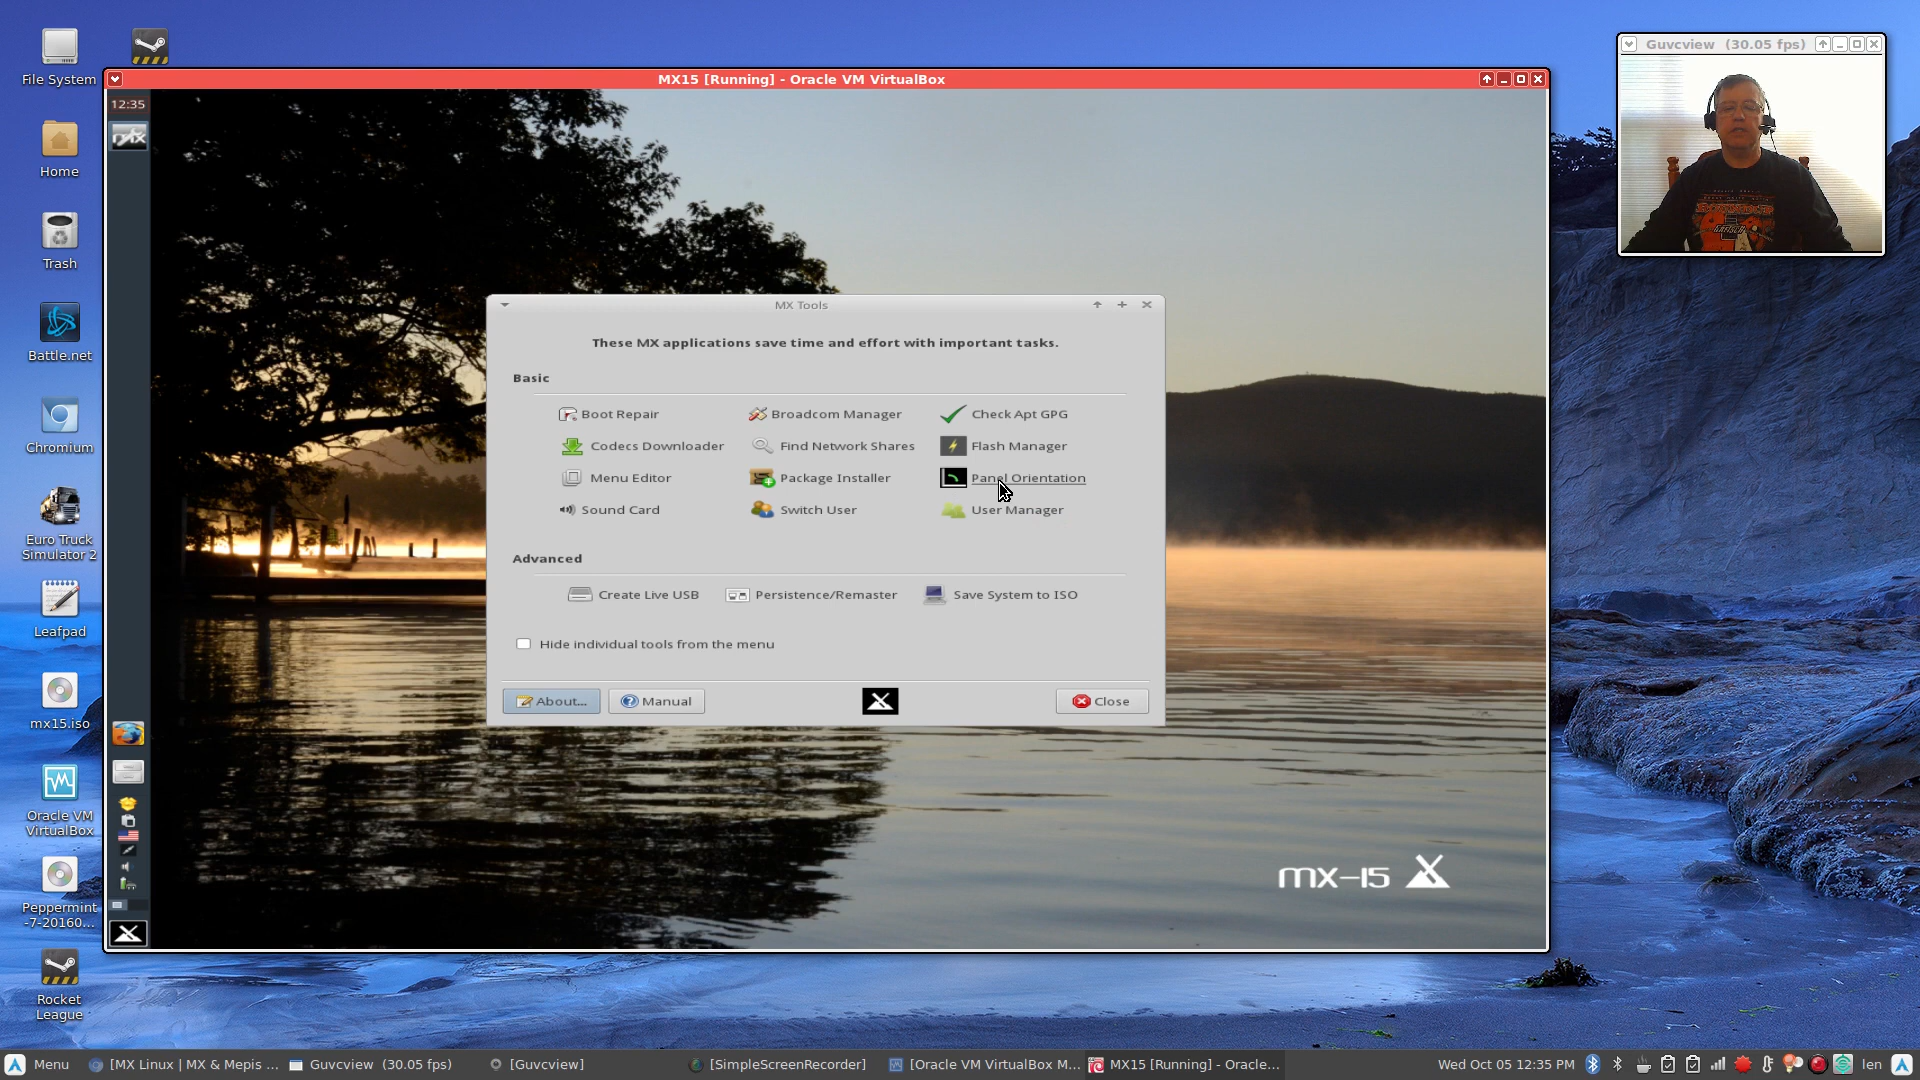 File System
Home
Trash
Battle.net
Chromium
Euro Truck
Simulator 2
Leafpad
mx15.iso
Oracle VM
VirtualBox
Peppermint
-7-20160...
Rocket
League
MX15 [Running] - Oracle VM VirtualBox
12:35
mx
MX Tools
These MX applications save time and effort with important tasks.
Basic
Boot Repair
Broadcom Manager
Check Apt GPG
Codecs Downloader
Find Network Shares
Flash Manager
Menu Editor
Package Installer
Panel Orientation
Sound Card
Switch User
User Manager
Advanced
Create Live USB
Persistence/Remaster
Save System to ISO
Hide individual tools from the menu
About...
Manual
Close
mx-15
Guvcview (30.05 fps)
Menu
[MX Linux | MX & Mepis ...
Guvcview (30.05 fps)
[Guvcview]
[SimpleScreenRecorder]
[Oracle VM VirtualBox M...
MX15 [Running] - Oracle...
Wed Oct 05 12:35 PM
len